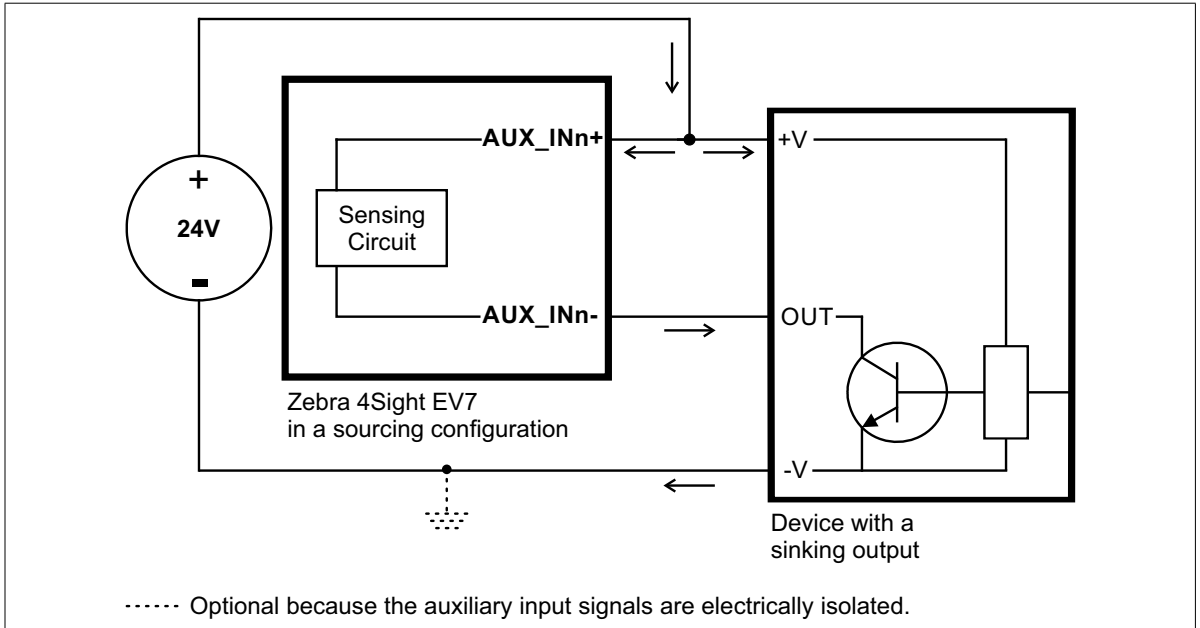 +
24V
-
AUX_INn+
Sensing
Circuit
AUX_INn-
Zebra 4Sight EV7
in a sourcing configuration
+V
OUT
-V
Device with a
sinking output
Optional because the auxiliary input signals are electrically isolated.